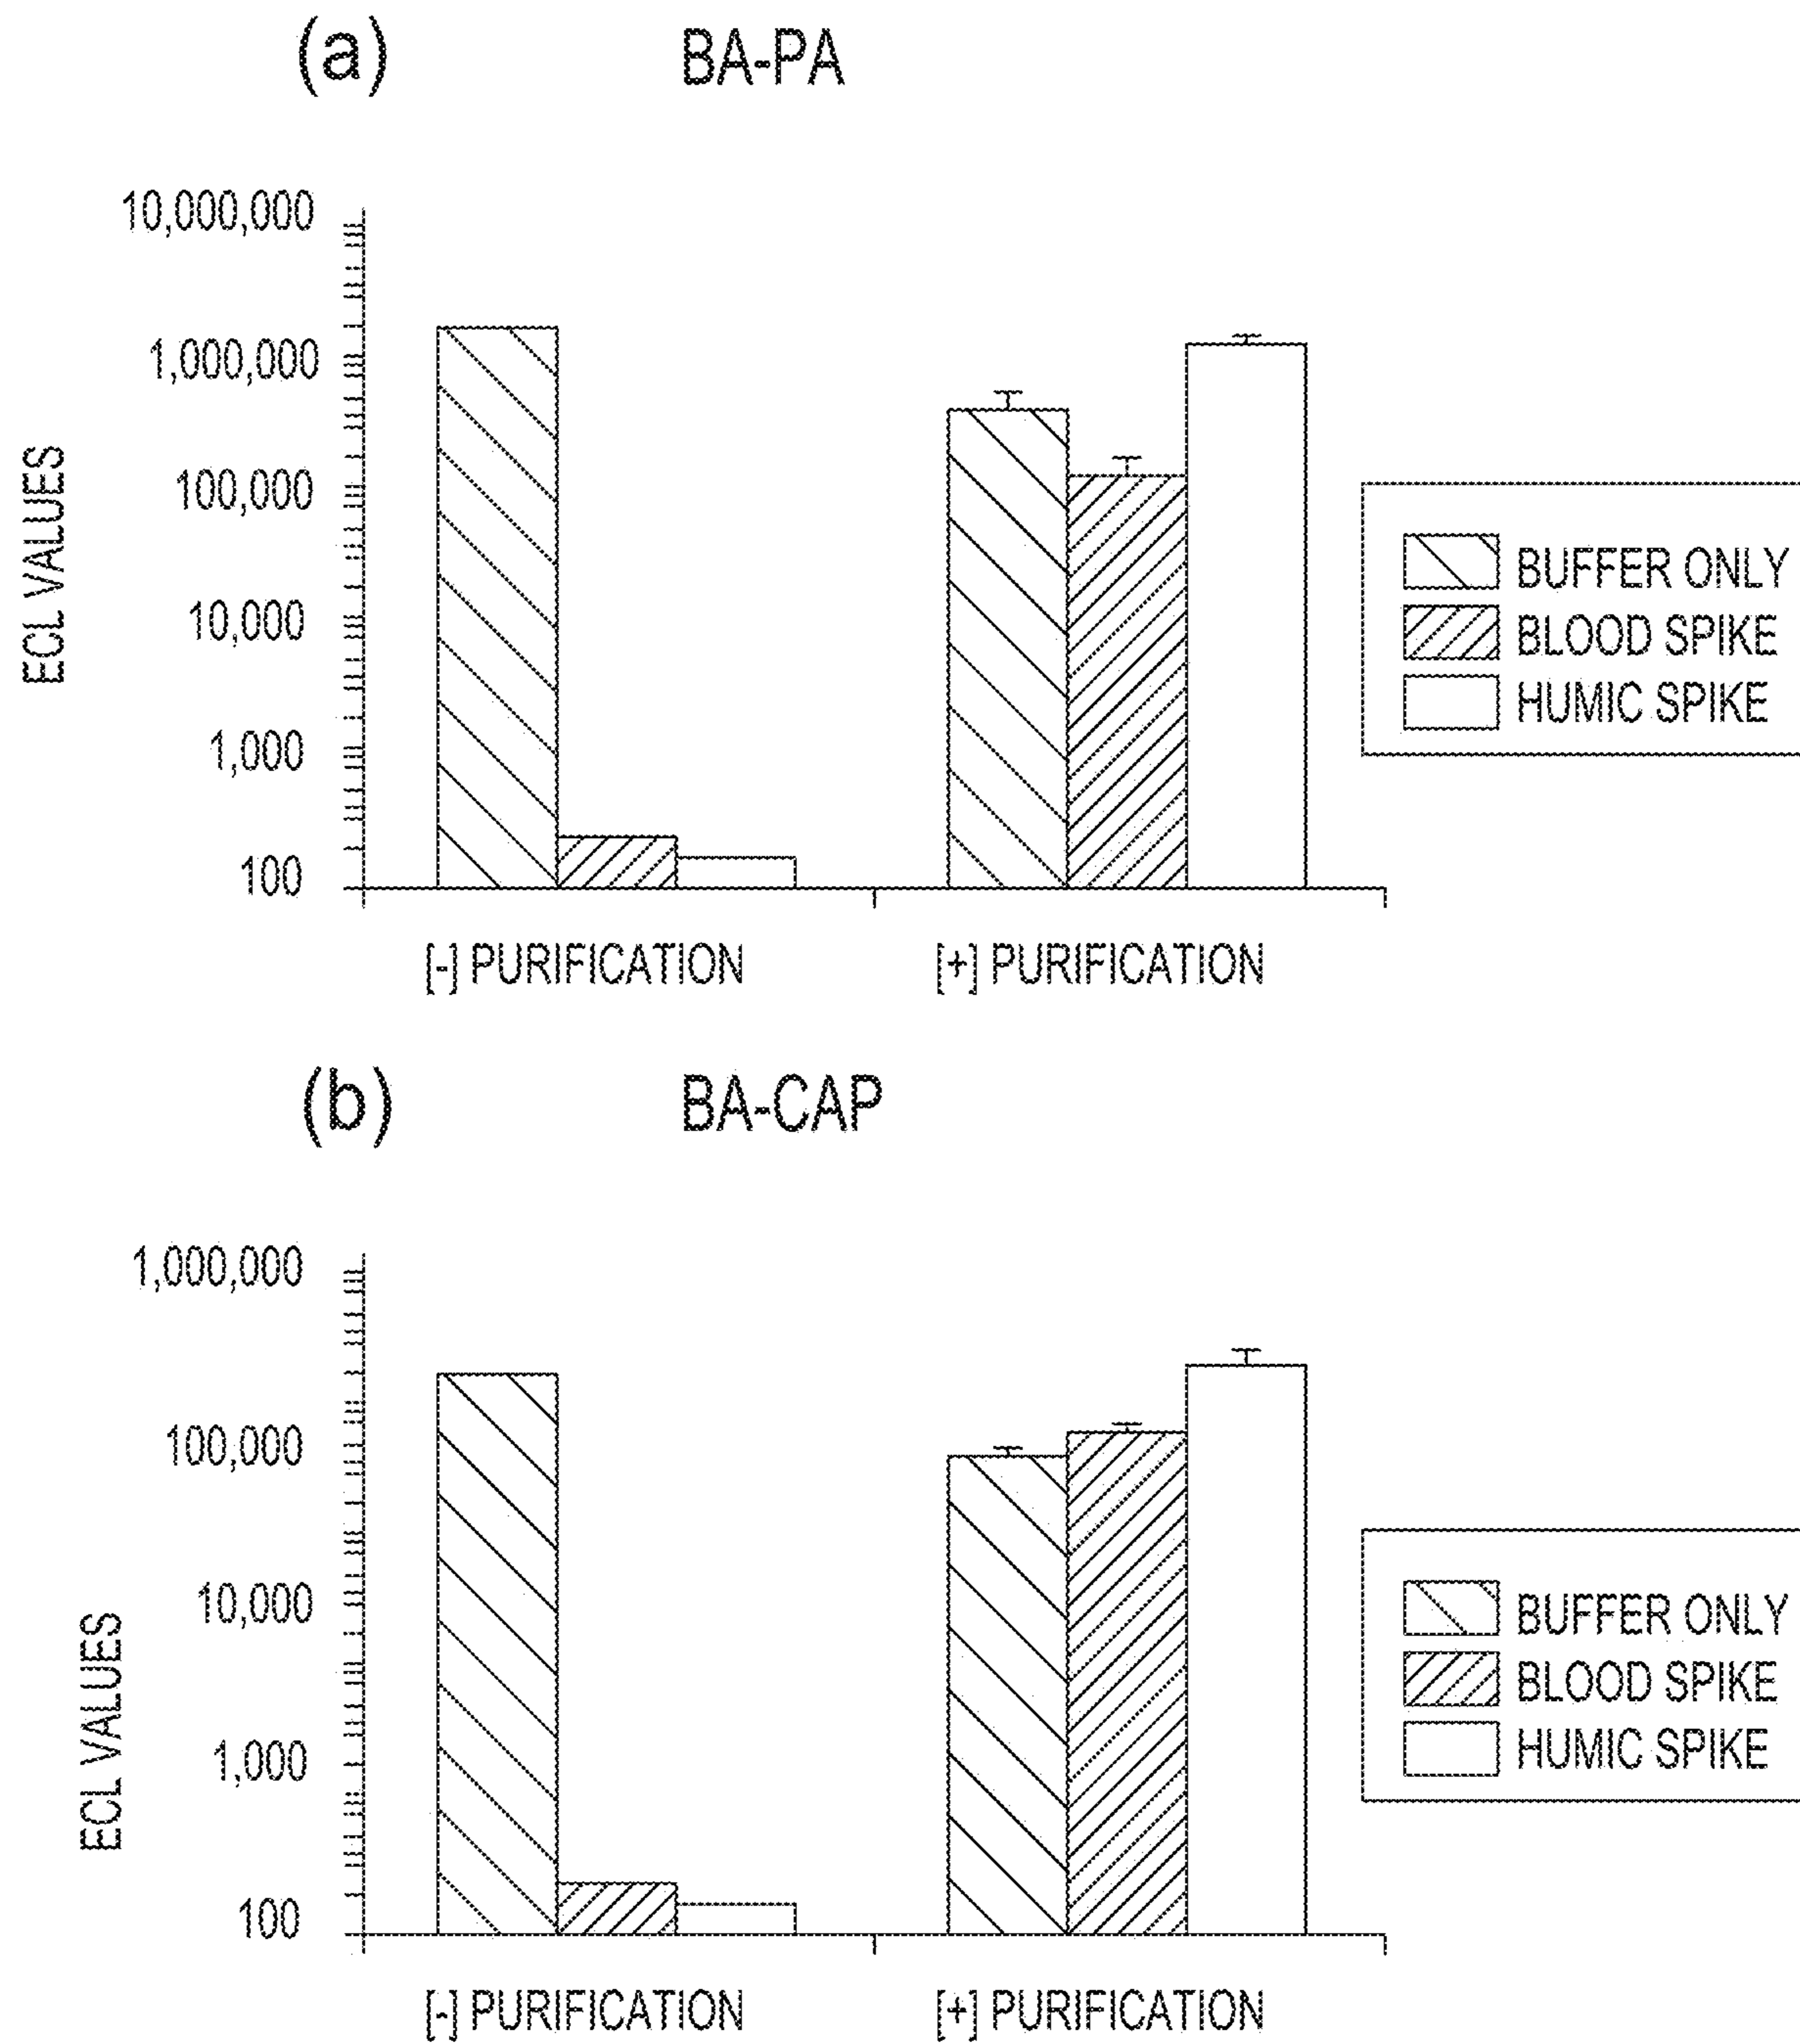 (a) BA-PA
10,000,000
1,000,000
100,000
10,000
1,000
100
ECL VALUES
[-] PURIFICATION [+] PURIFICATION
BUFFER ONLY
BLOOD SPIKE
HUMIC SPIKE
(b) BA-CAP
1,000,000
100,000
10,000
1,000
100
ECL VALUES
[-] PURIFICATION [+] PURIFICATION
BUFFER ONLY
BLOOD SPIKE
HUMIC SPIKE